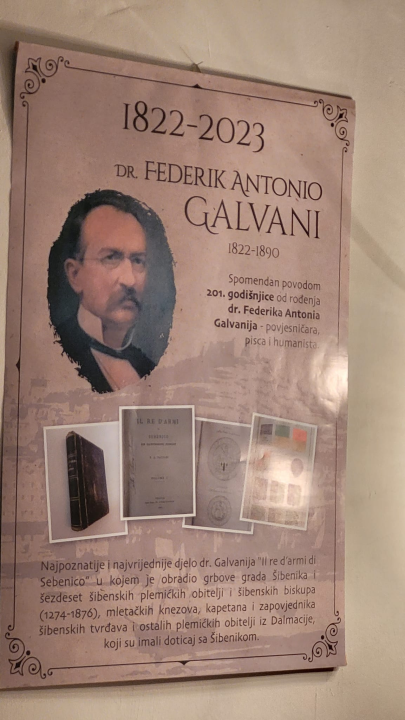 1822-2023
DR. FEDERIK ANTONIO
GALVANI
1822-1890
Spomendan povodom
201. godišnjice od rođenja
dr. Federika Antonia
Galvanija - povjesničara,
pisca i humanista.
IL RE D'ARMI
Najpoznatije i najvrijednije djelo dr. Galvanija "Il re d'armi di
Sebenico" u kojem je obradio grbove grada Šibenika i
šezdeset šibenskih plemičkih obitelji i šibenskih biskupa
(1274-1876), mletačkih knezova, kapetana i zapovjednika
šibenskih tvrđava i ostalih plemičkih obitelji iz Dalmacije,
koji su imali doticaj sa Šibenikom.